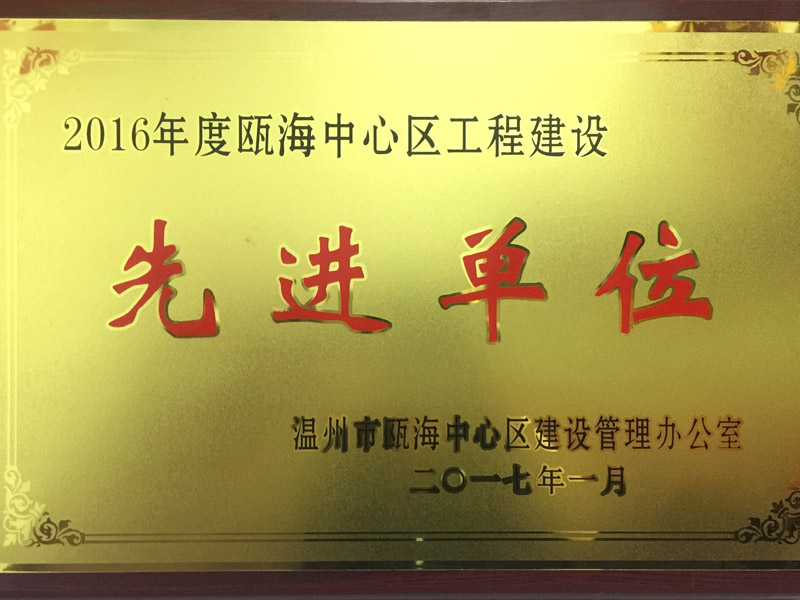 2016年度瓯海中心区工程建设
先进单位
温州市瓯海中心区建设管理办公室
二〇一七年一月